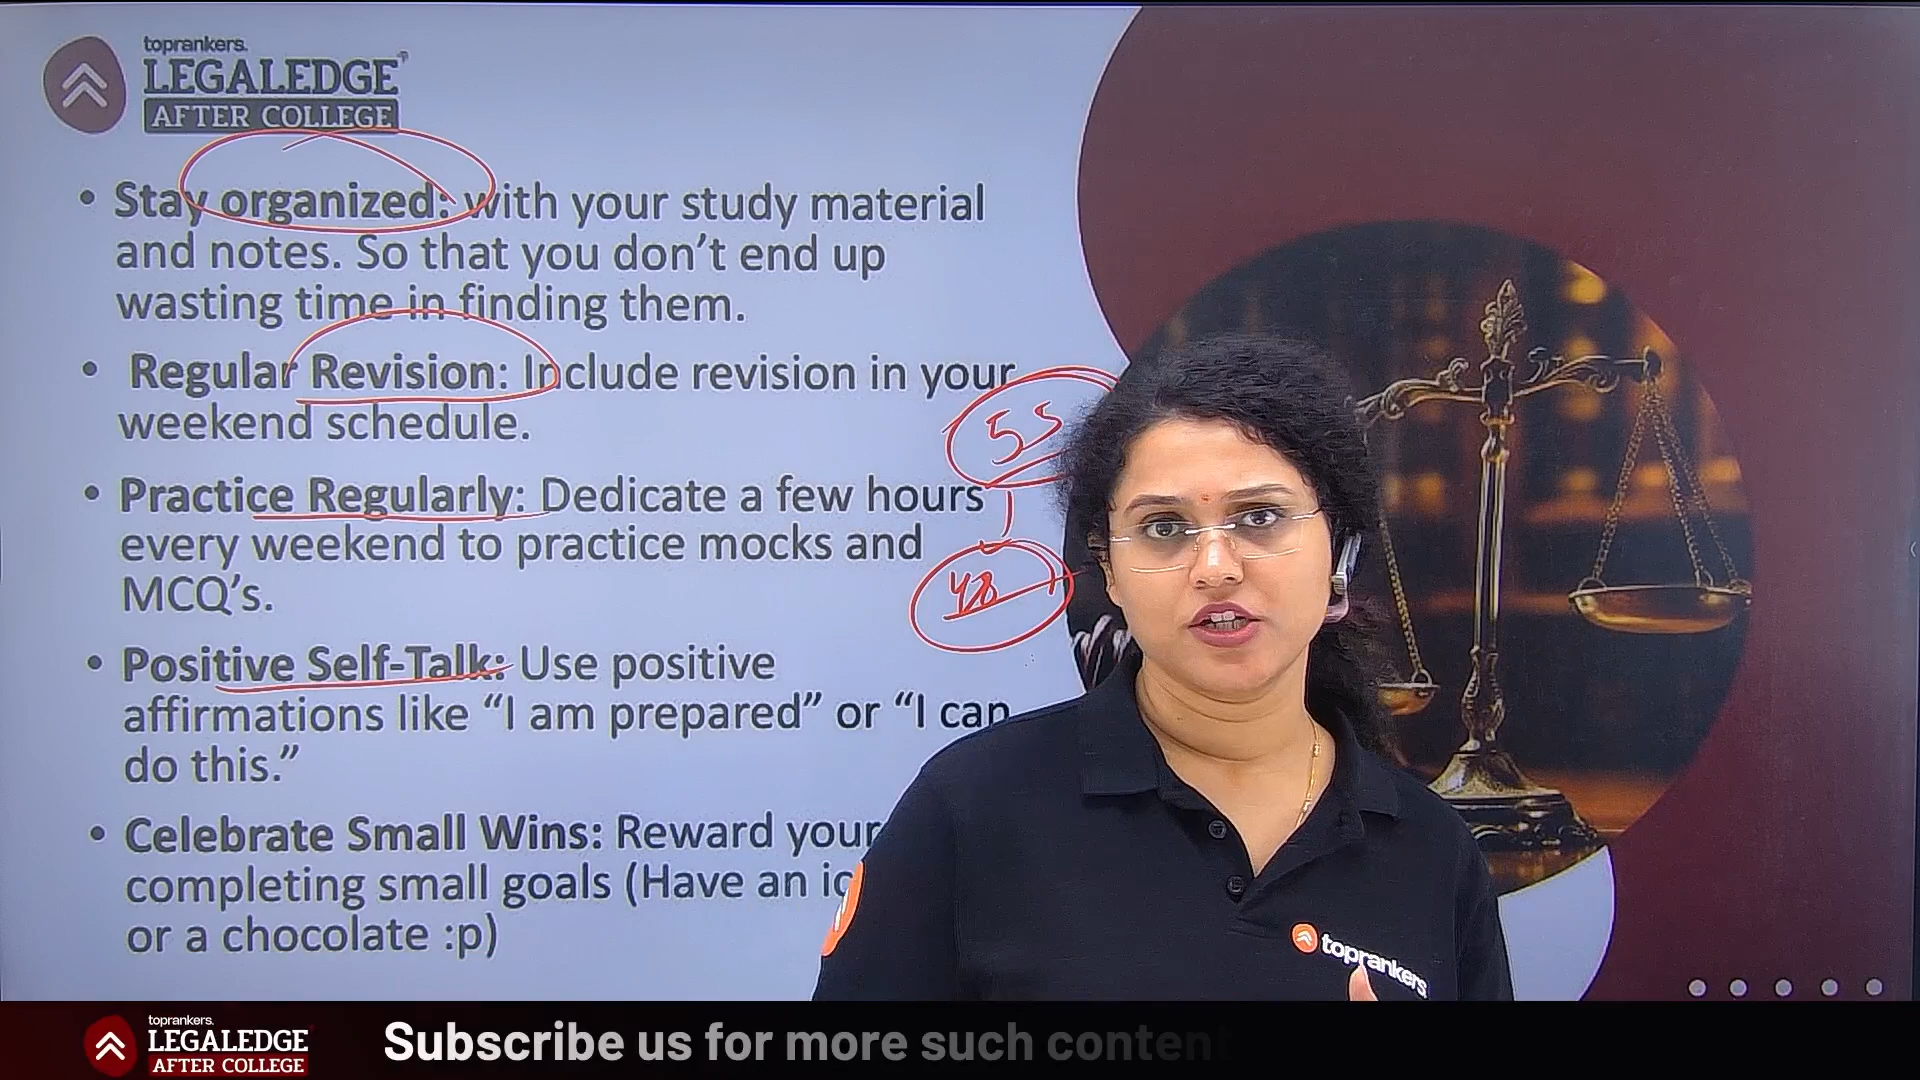 toprankers.
LEGALEDGE
AFTER COLLEGE
• Stay organized: with your study material
and notes. So that you don’t end up
wasting time in finding them.
• Regular Revision: Include revision in your
weekend schedule.
55
• Practice Regularly: Dedicate a few hours
every weekend to practice mocks and
MCQ’s.
48
• Positive Self-Talk: Use positive
affirmations like “I am prepared” or “I can
do this.”
• Celebrate Small Wins: Reward your
completing small goals (Have an ic
or a chocolate :p)
toprankers
toprankers.
LEGALEDGE
AFTER COLLEGE
Subscribe us for more such content